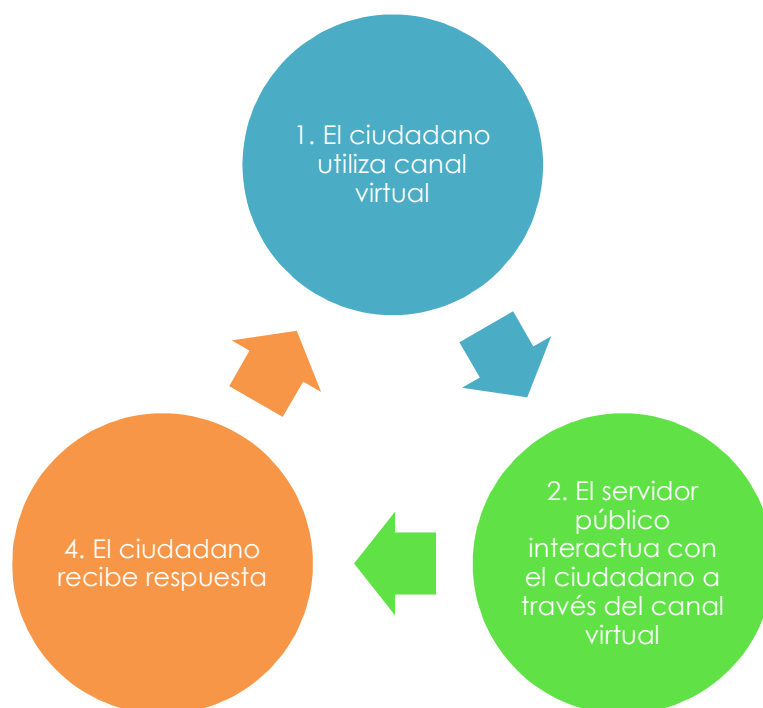 1. El ciudadano
utiliza canal
virtual
2. El servidor
público
interactua con
el ciudadano a
través del canal
virtual
4. El ciudadano
recibe respuesta